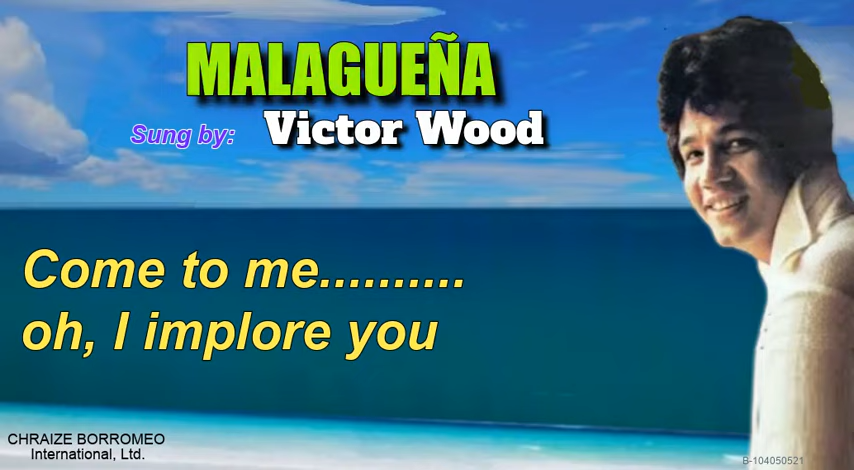 MALAGUEÑA
Sung by: Victor Wood
Come to me..........
oh, I implore you
CHRAIZE BORROMEO
International, Ltd.
B-104050521